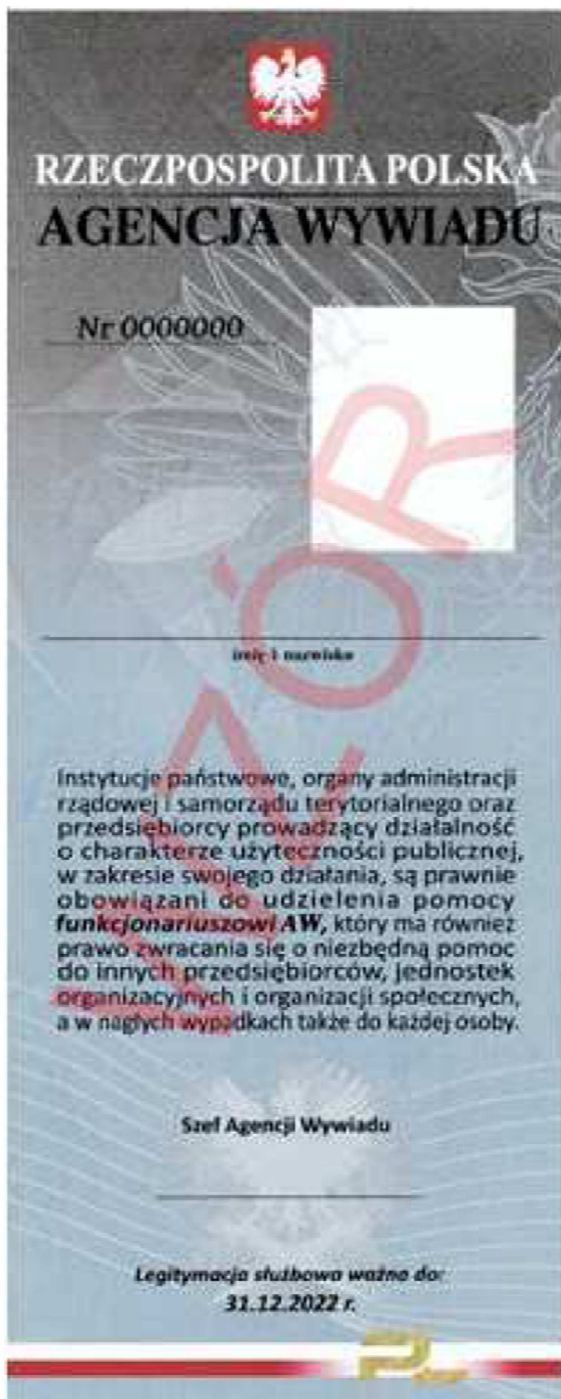 RZECZPOSPOLITA POLSKA
AGENCJA WYWIADU
Nr 0000000
WZÓR
imię i nazwisko
Instytucje państwowe, organy administracji
rządowej i samorządu terytorialnego oraz
przedsiębiorcy prowadzący działalność
o charakterze użyteczności publicznej,
w zakresie swojego działania, są prawnie
obowiązani do udzielenia pomocy
funkcjonariuszowi AW, który ma również
prawo zwracania się o niezbędną pomoc
do innych przedsiębiorców, jednostek
organizacyjnych i organizacji społecznych,
a w nagłych wypadkach także do każdej osoby.
Szef Agencji Wywiadu
Legitymacja służbowa ważna do:
31.12.2022 r.
PL